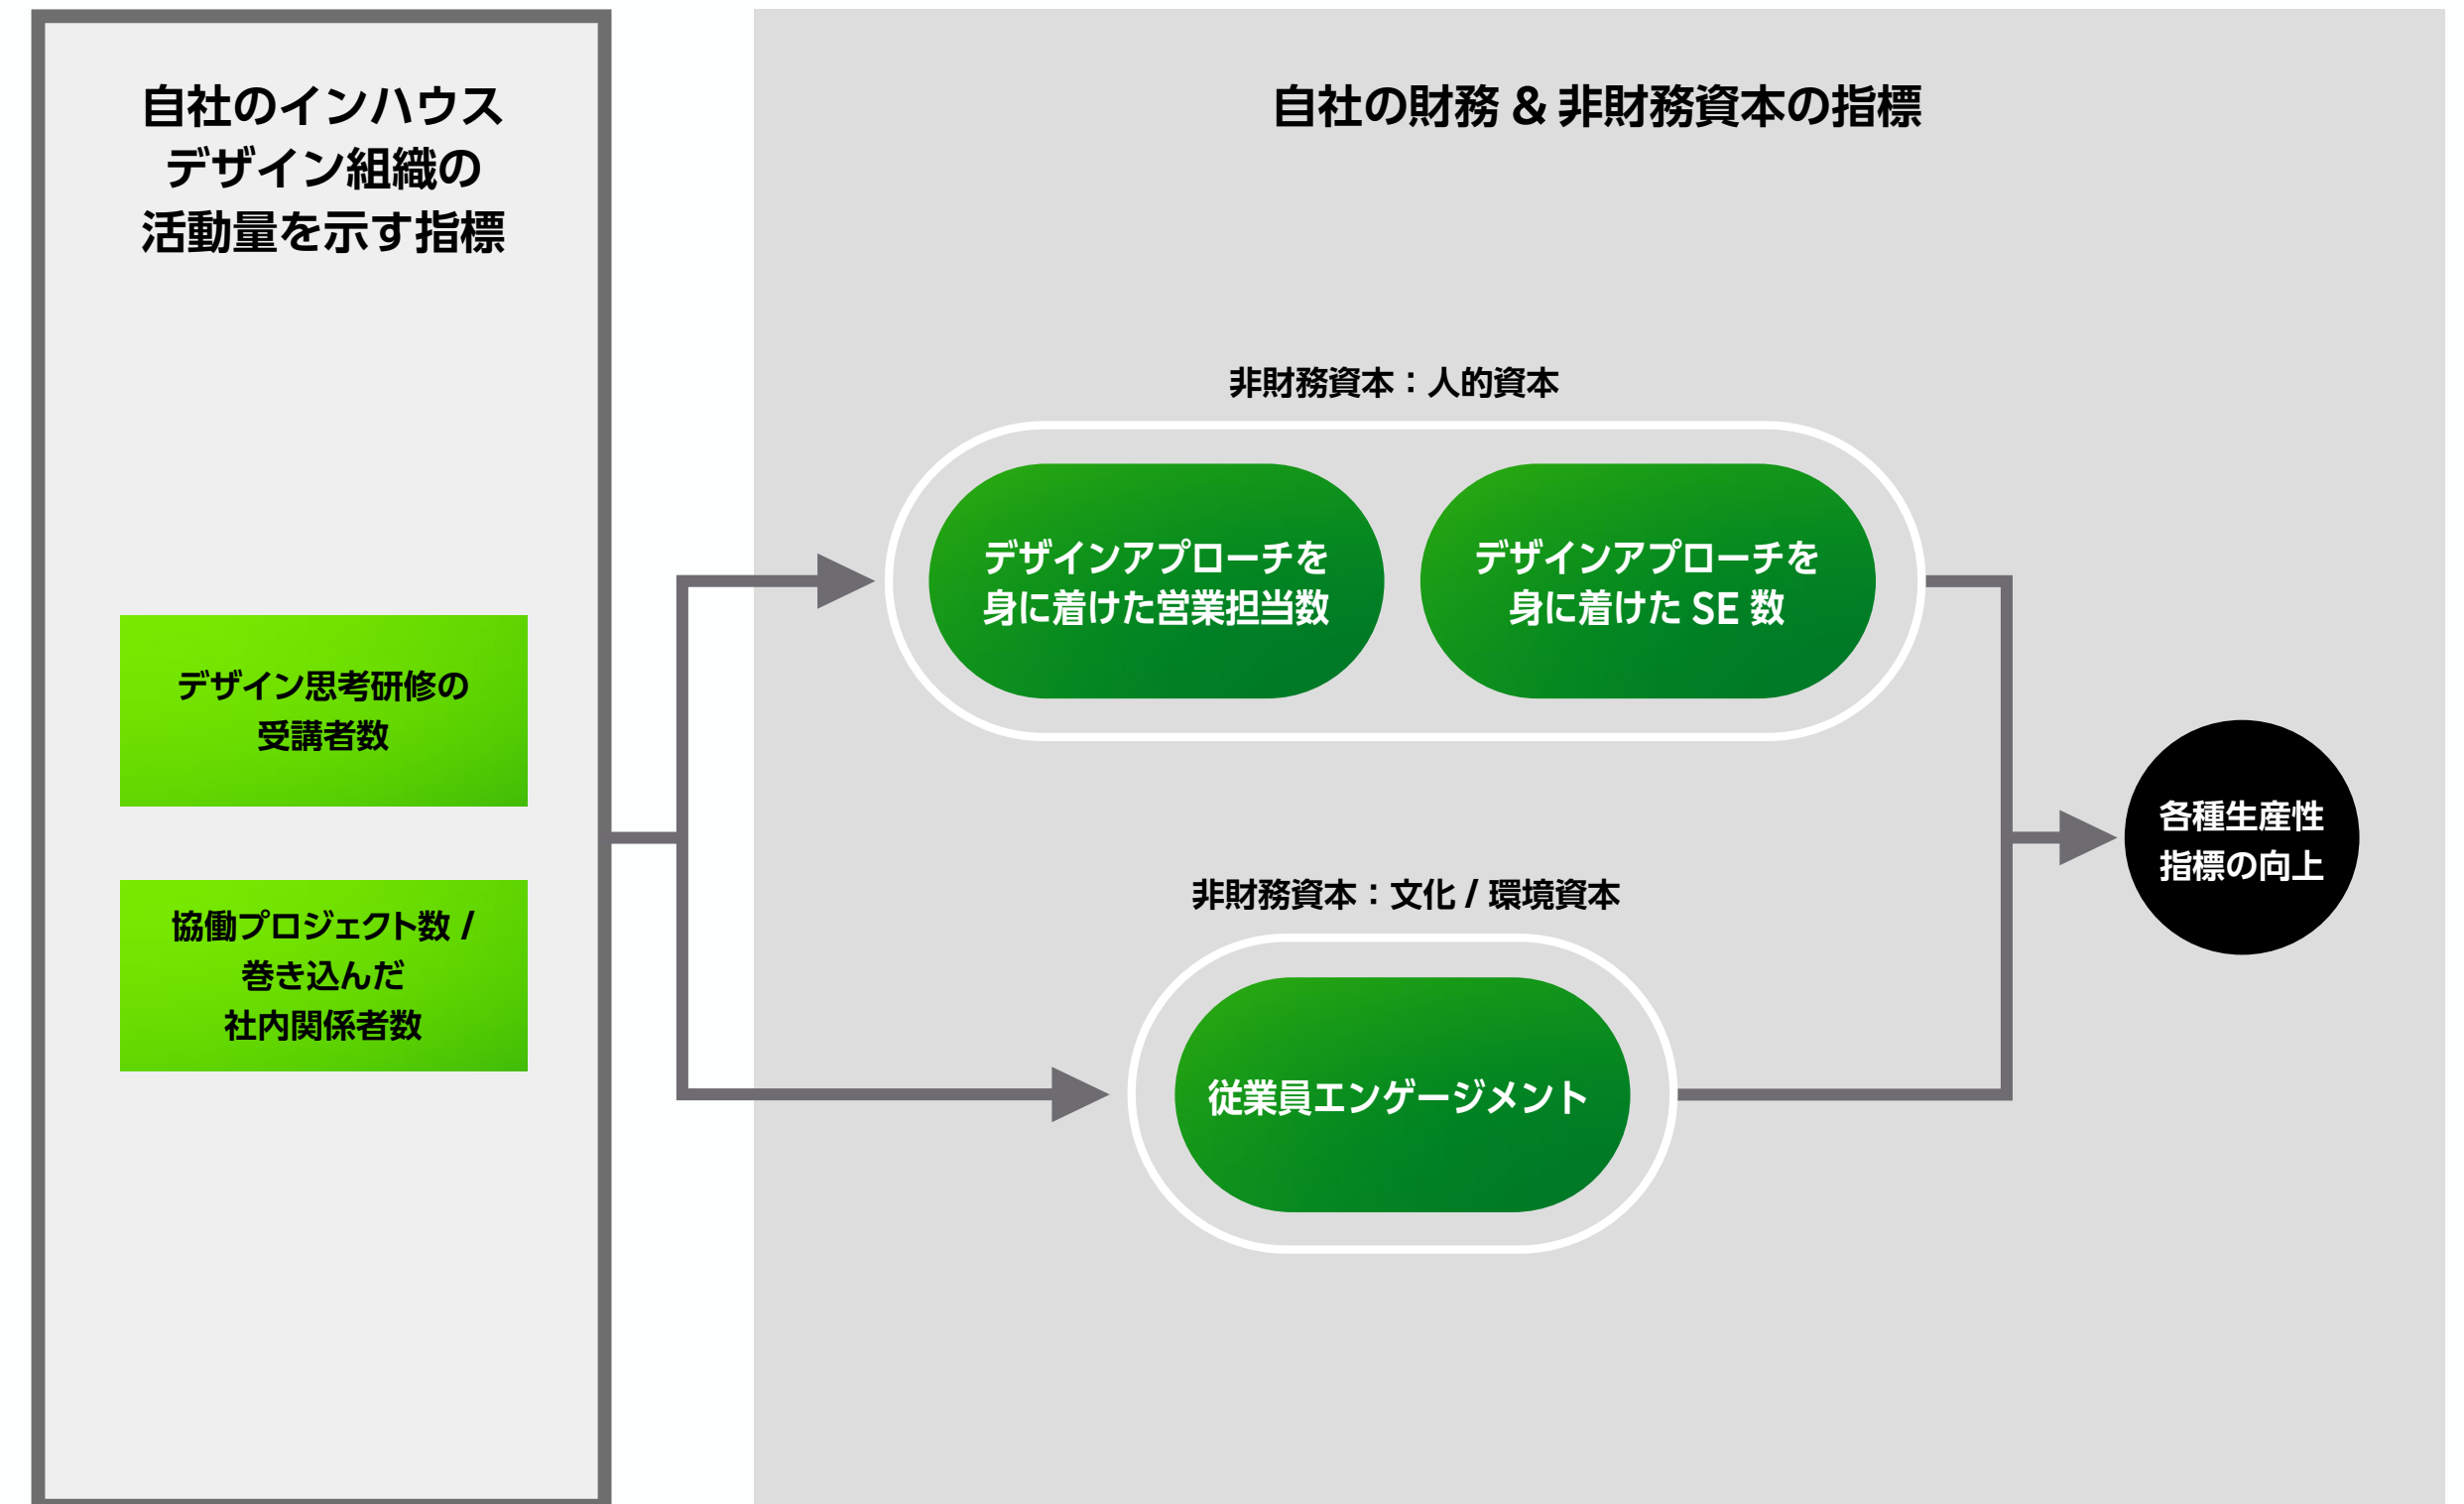 自社のインハウス
デザイン組織の
活動量を示す指標
デザイン思考研修の
受講者数
協働プロジェクト数 /
巻き込んだ
社内関係者数
自社の財務 & 非財務資本の指標
非財務資本：人的資本
デザインアプローチを
身に着けた営業担当数
デザインアプローチを
身に着けた SE 数
非財務資本：文化 / 環境資本
従業員エンゲージメント
各種生産性
指標の向上